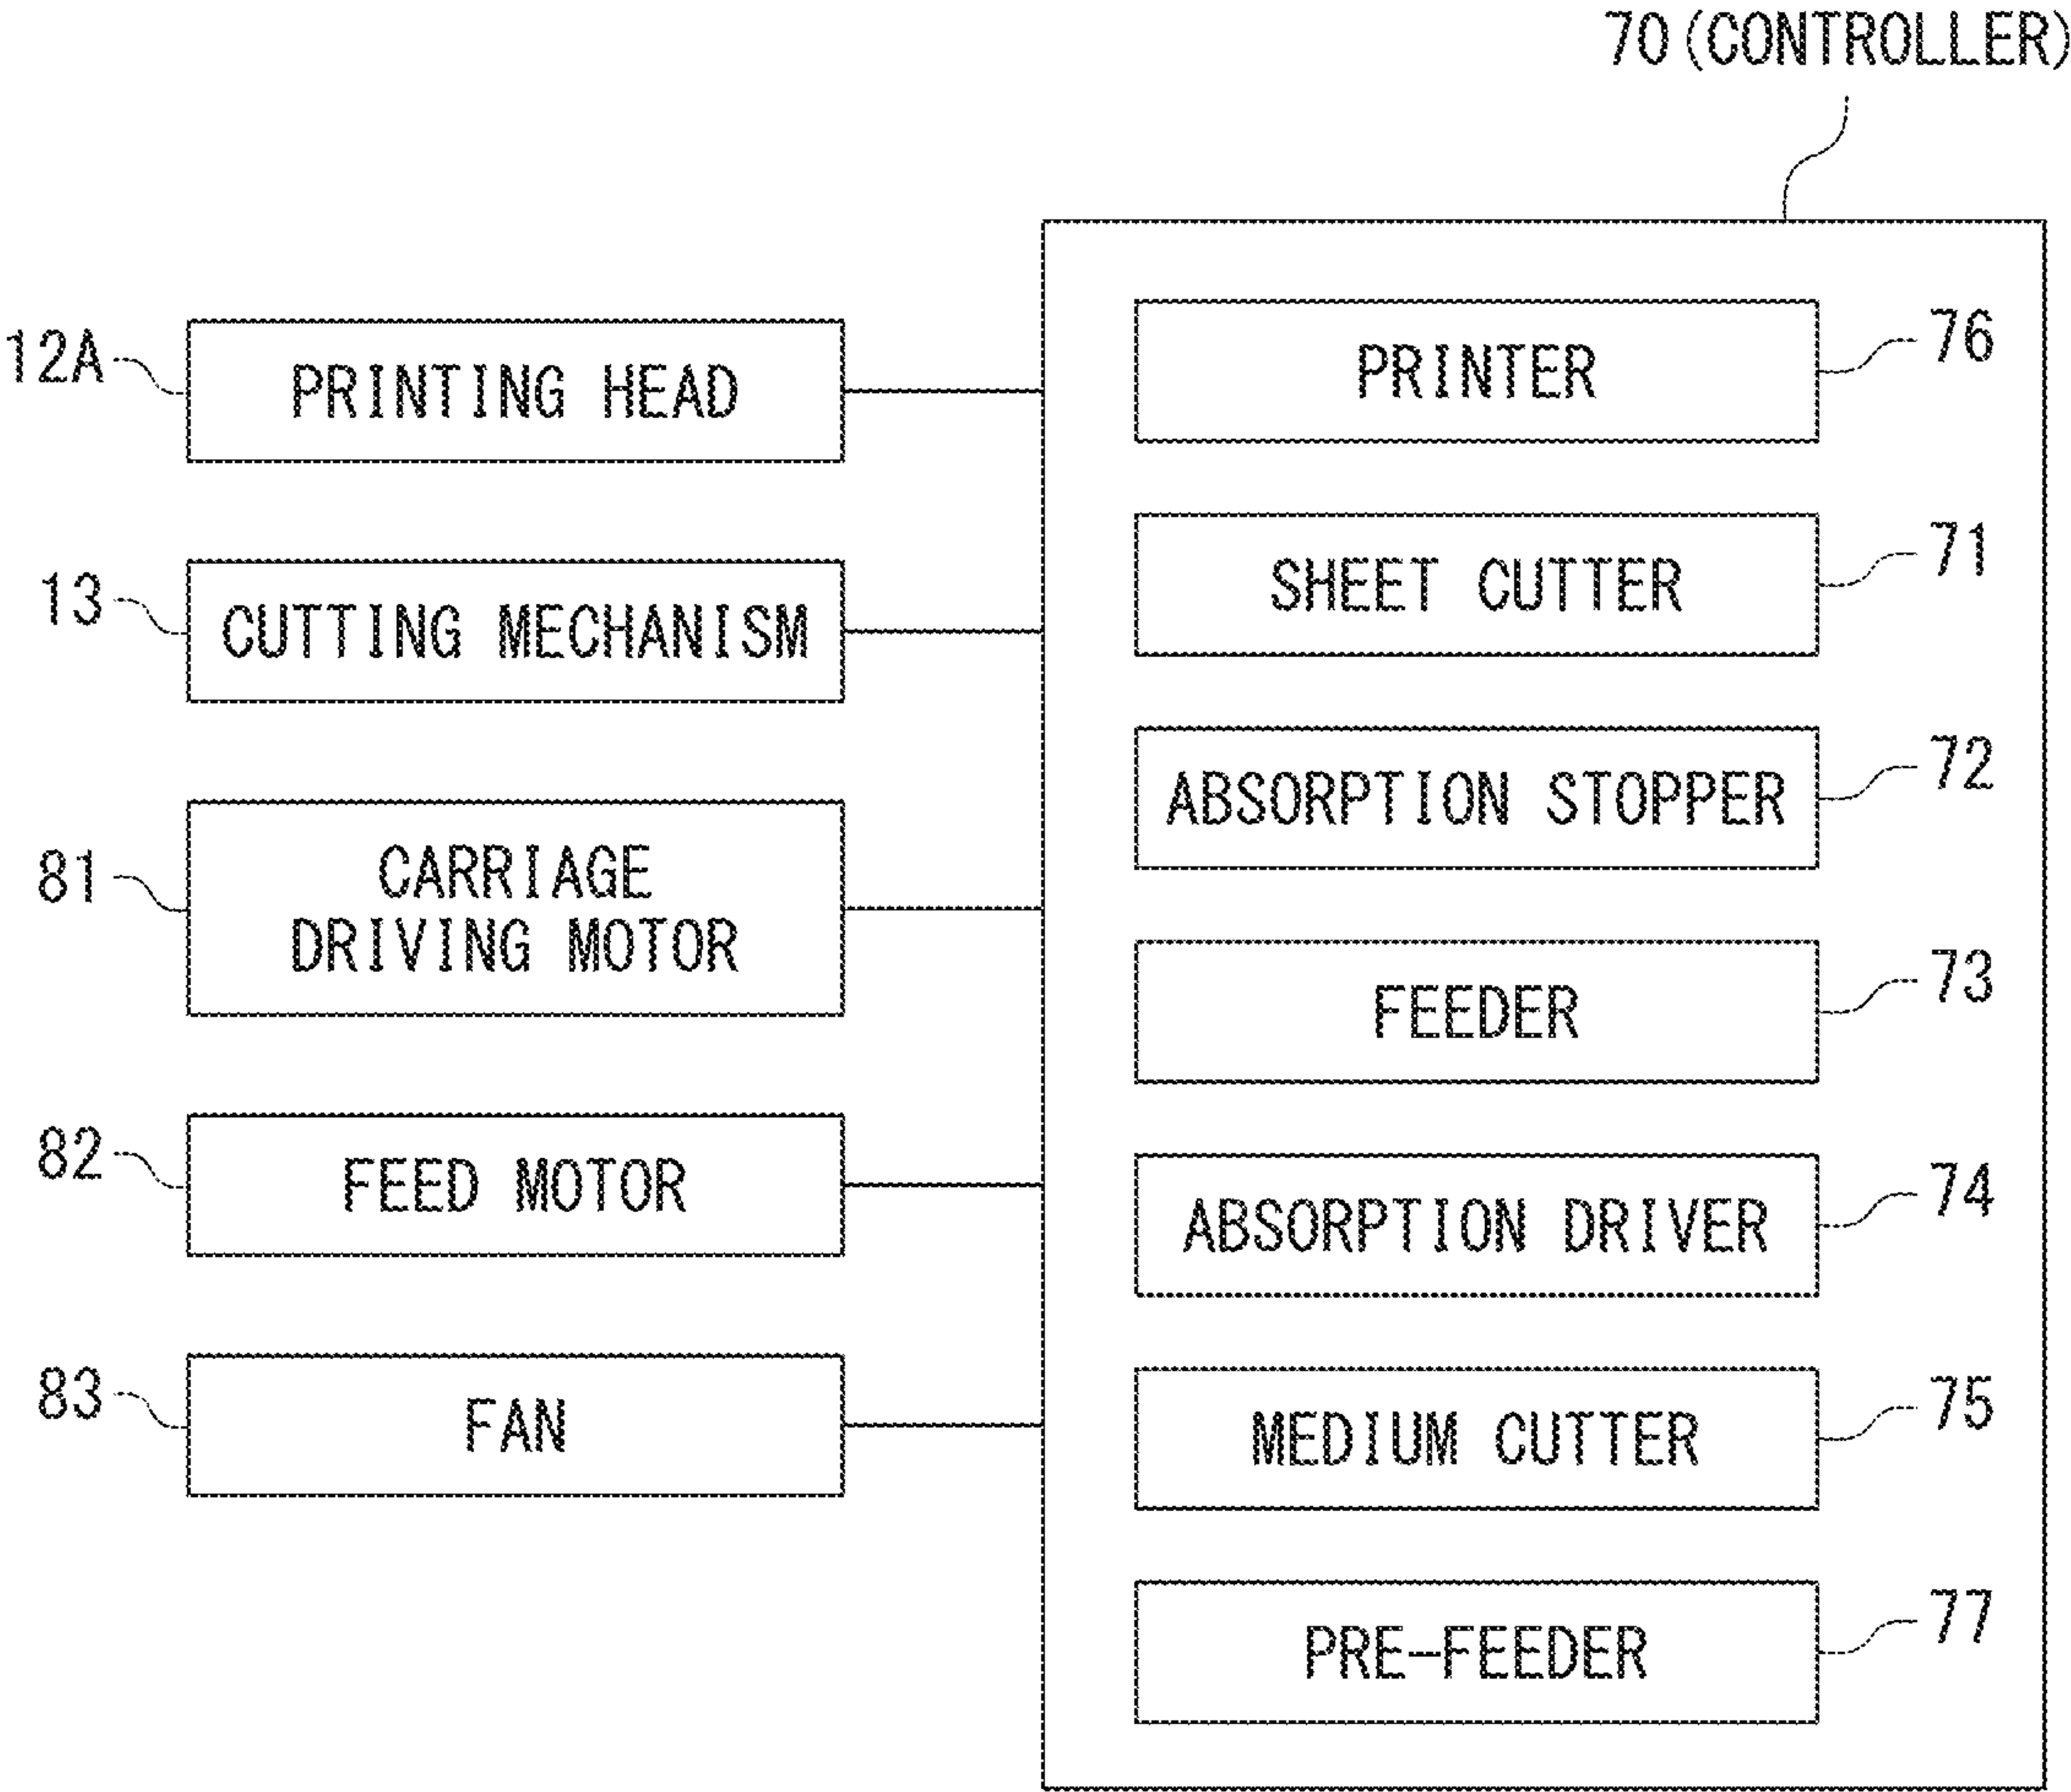 70(CONTROLLER)
12A
PRINTING HEAD
13
CUTTING MECHANISM
81
CARRIAGE
DRIVING MOTOR
82
FEED MOTOR
83
FAN
PRINTER
76
SHEET CUTTER
71
ABSORPTION STOPPER
72
FEEDER
73
ABSORPTION DRIVER
74
MEDIUM CUTTER
75
PRE-FEEDER
77